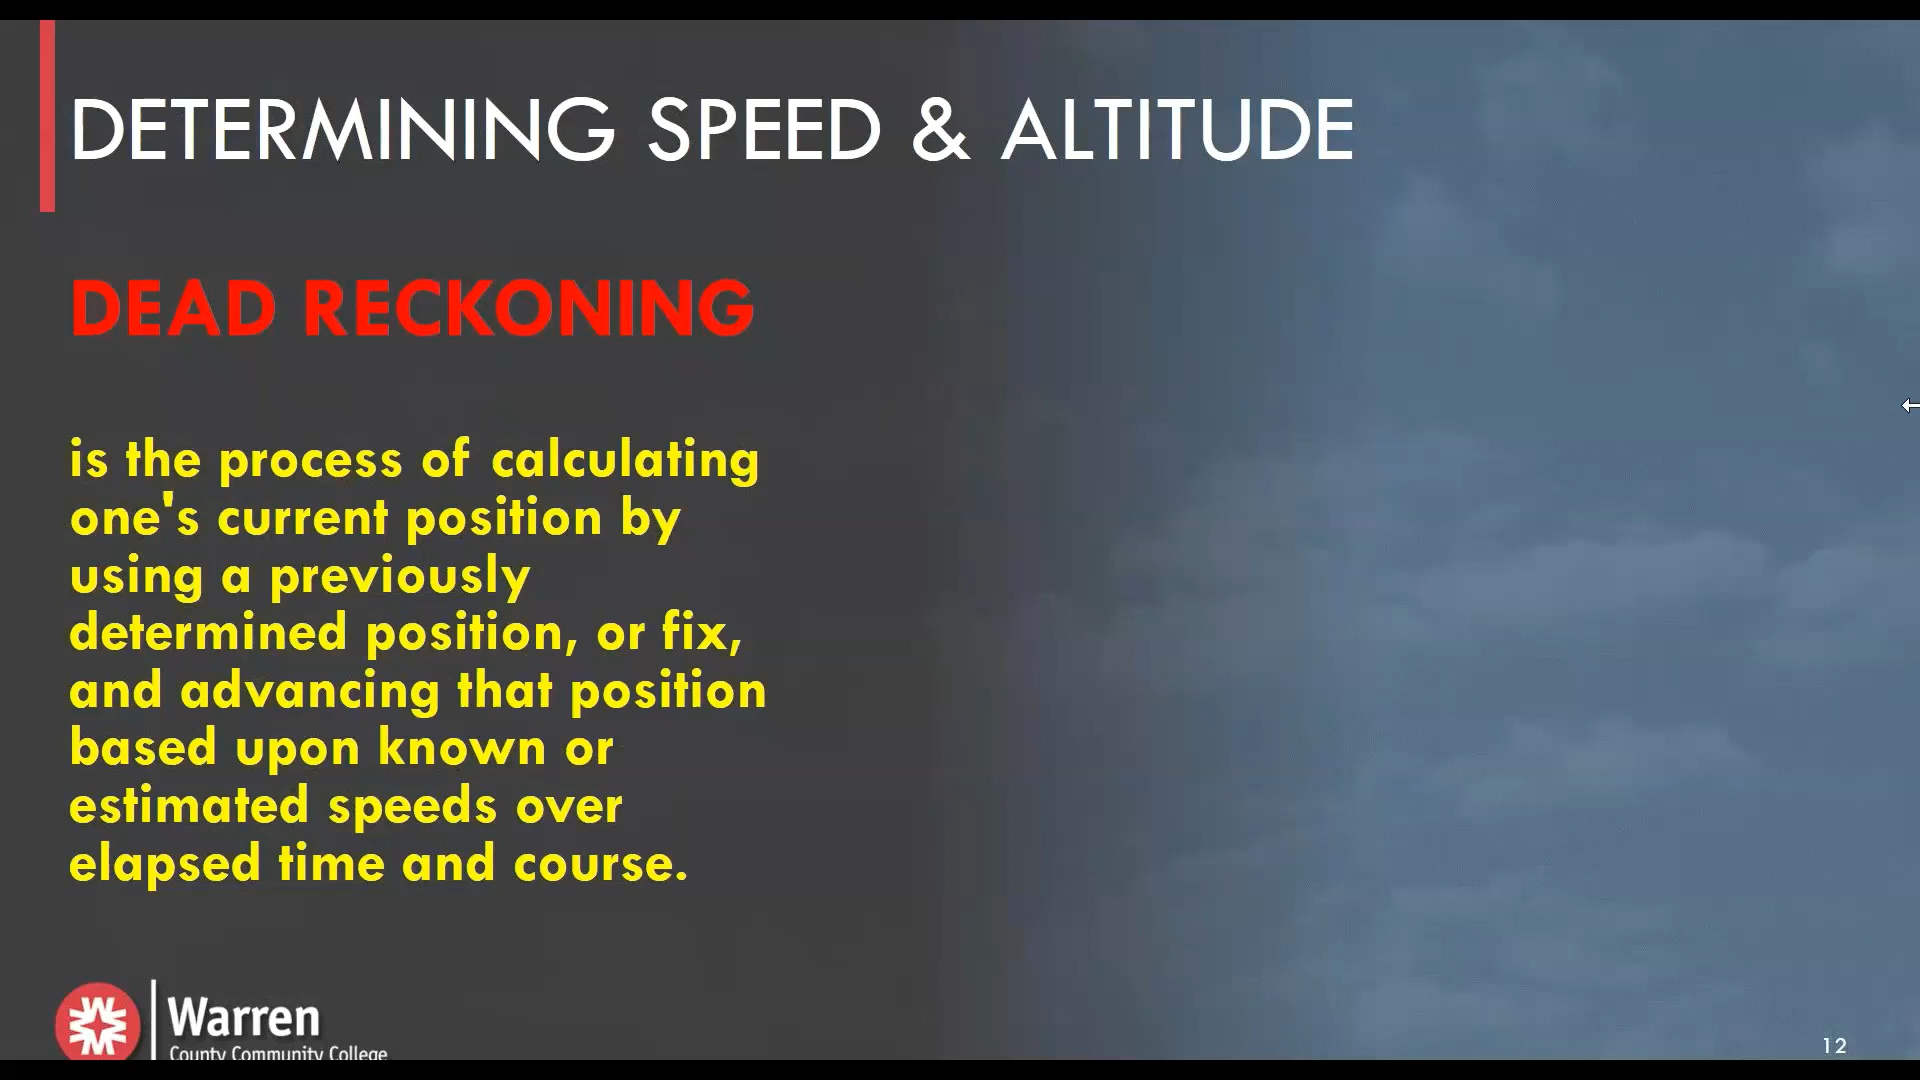 DETERMINING SPEED & ALTITUDE
DEAD RECKONING
is the process of calculating
one's current position by
using a previously
determined position, or fix,
and advancing that position
based upon known or
estimated speeds over
elapsed time and course.
Warren
County Community College
12